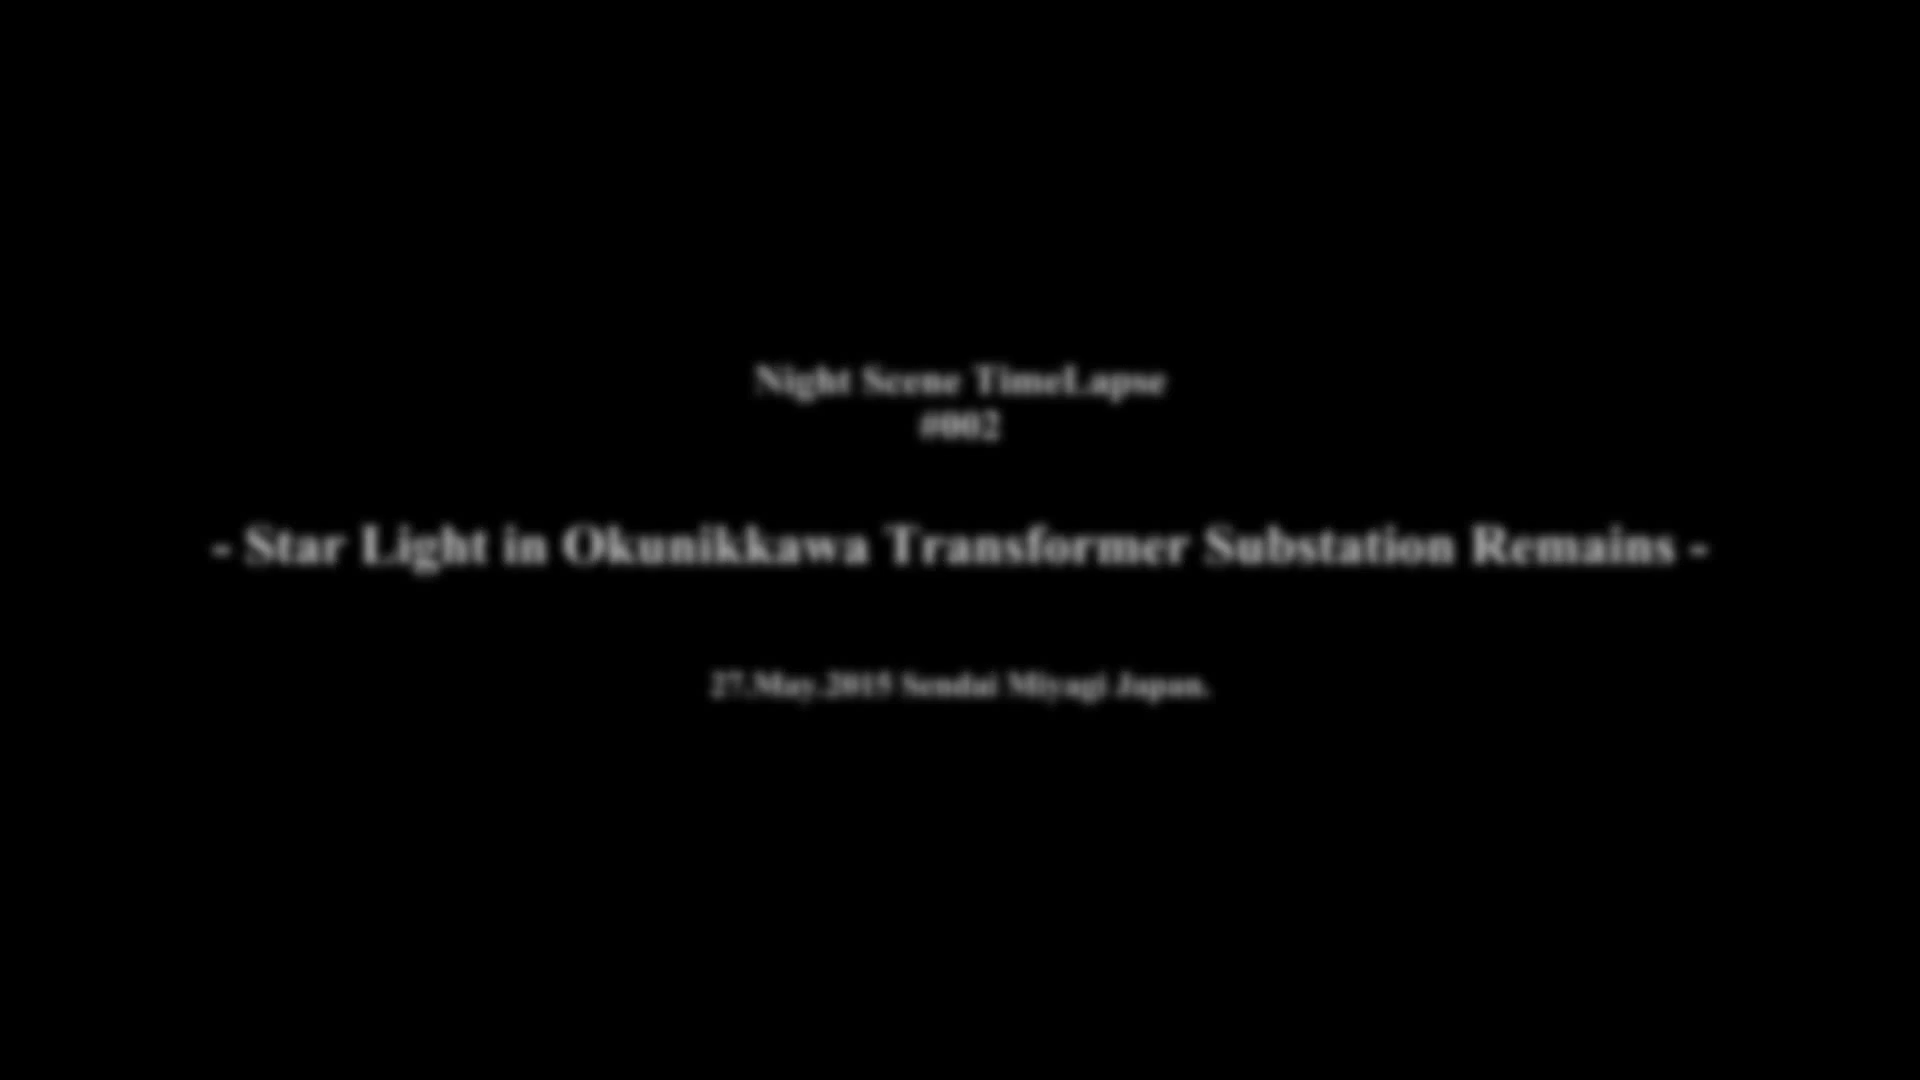 Night Scene TimeLapse
#002
- Star Light in Okunikkawa Transformer Substation Remains -
27.May.2015 Sendai Miyagi Japan.